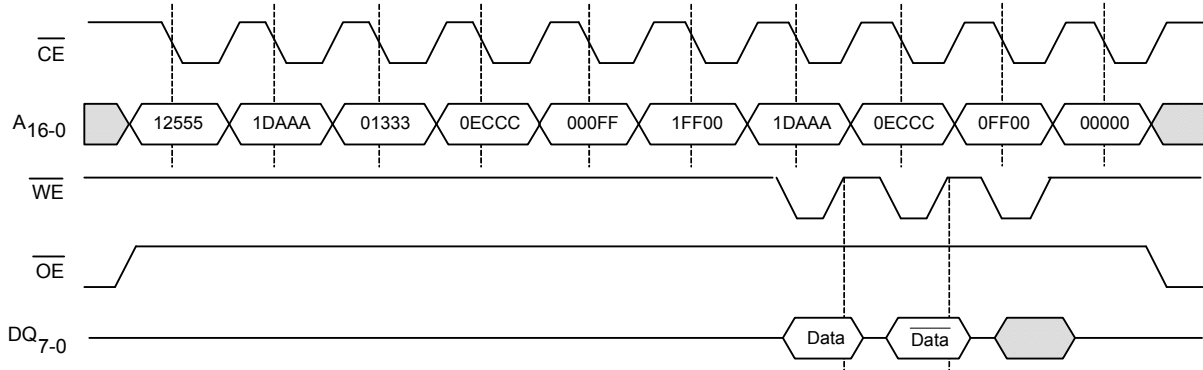 CE
A16-0 12555 1DAAA 01333 0ECCC 000FF 1FF00 1DAAA 0ECCC 0FF00 00000
WE
OE
DQ7-0 Data Data